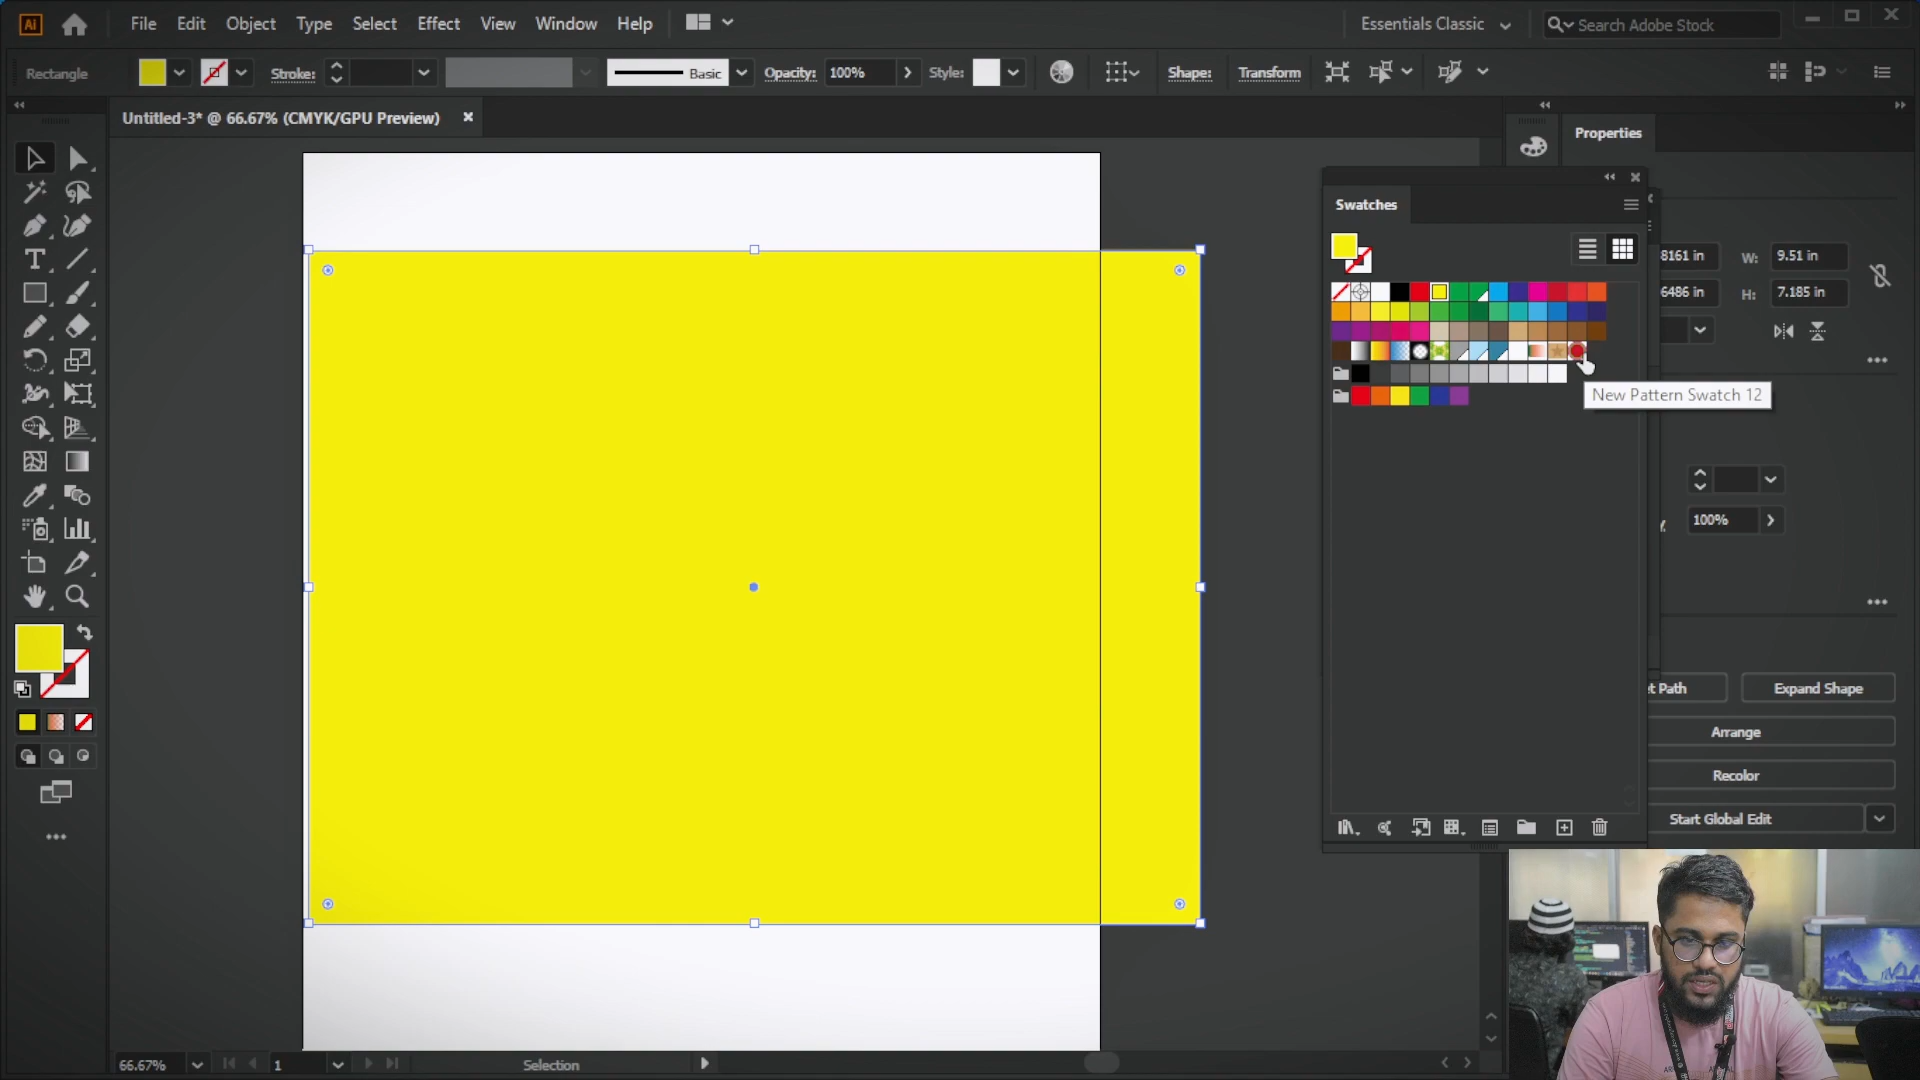 Ai File Edit Object Type Select Effect View Window Help Essentials Classic Search Adobe Stock
Rectangle Stroke: Basic Opacity: 100% Style: Shape: Transform
Untitled-3* @ 66.67% (CMYK/GPU Preview)
Properties
Swatches
8161 in W: 9.51 in
6486 in H: 7.185 in
New Pattern Swatch 12
100%
t Path Expand Shape
Arrange
Recolor
Start Global Edit
66.67% 1 Selection